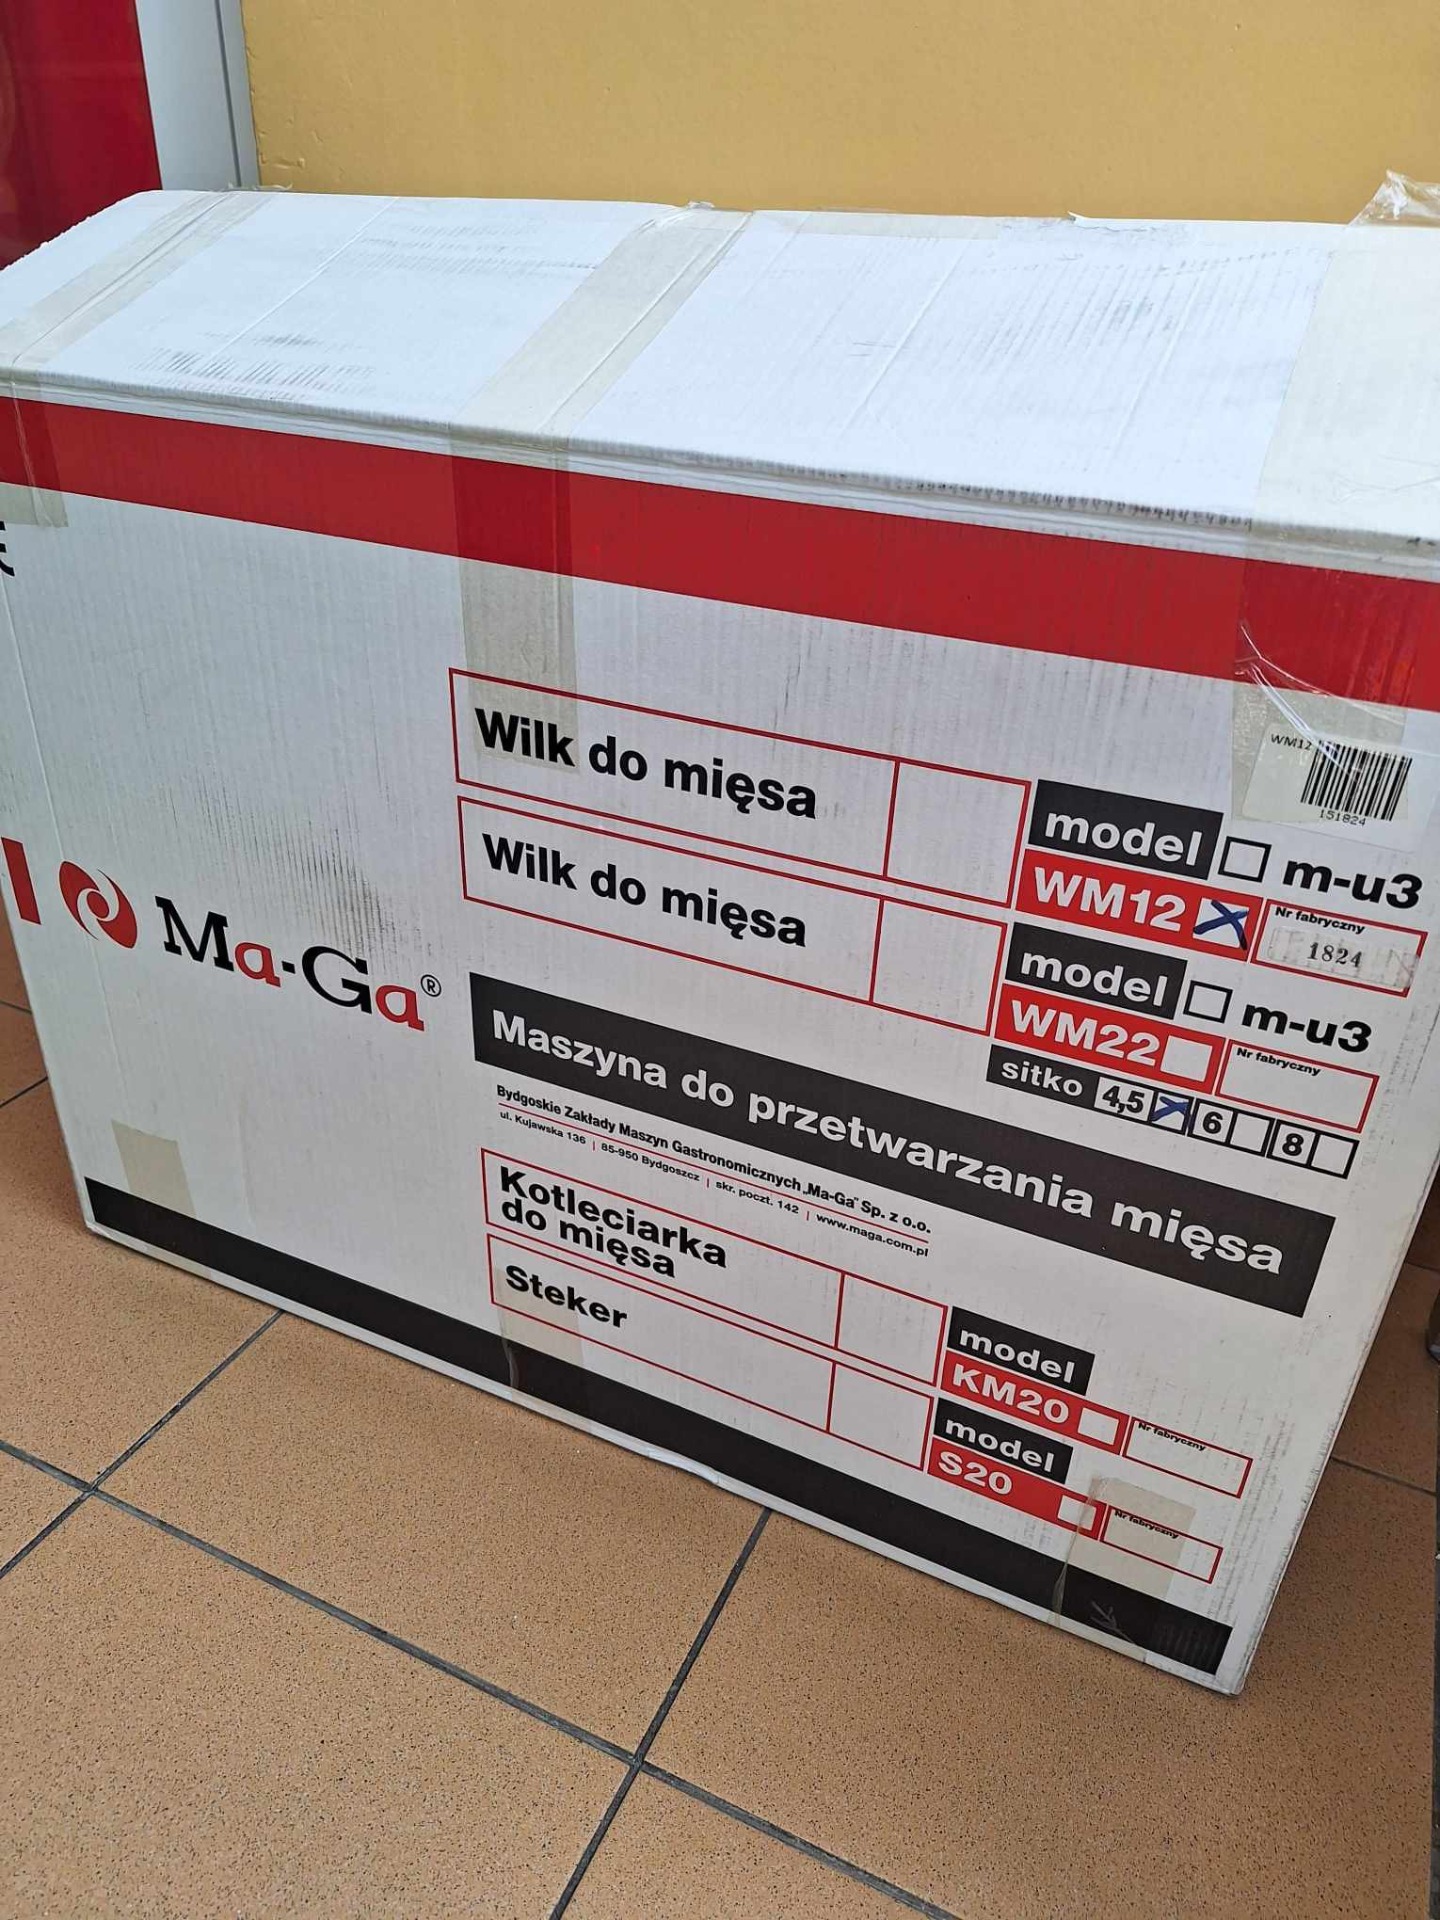 Wilk do mięsa
model m-u3
WM12
Nr fabryczny
1824
WM12
151824
Wilk do mięsa
model m-u3
WM22
Nr fabryczny
sitko 4,5 6 8
Ma-Ga®
Maszyna do przetwarzania mięsa
Bydgoskie Zakłady Maszyn Gastronomicznych „Ma-Ga" Sp. z o.o.
ul. Kujawska 136 | 85-950 Bydgoszcz | skr. poczt. 142 | www.maga.com.pl
Kotleciarka
do mięsa
model
KM20
Nr fabryczny
Steker
model
S20
Nr fabryczny